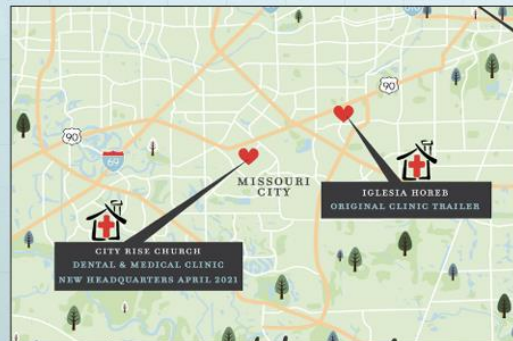 90
90
69
MISSOURI
CITY
IGLESIA HOREB
ORIGINAL CLINIC TRAILER
CITY RISE CHURCH
DENTAL & MEDICAL CLINIC
NEW HEADQUARTERS APRIL 2021